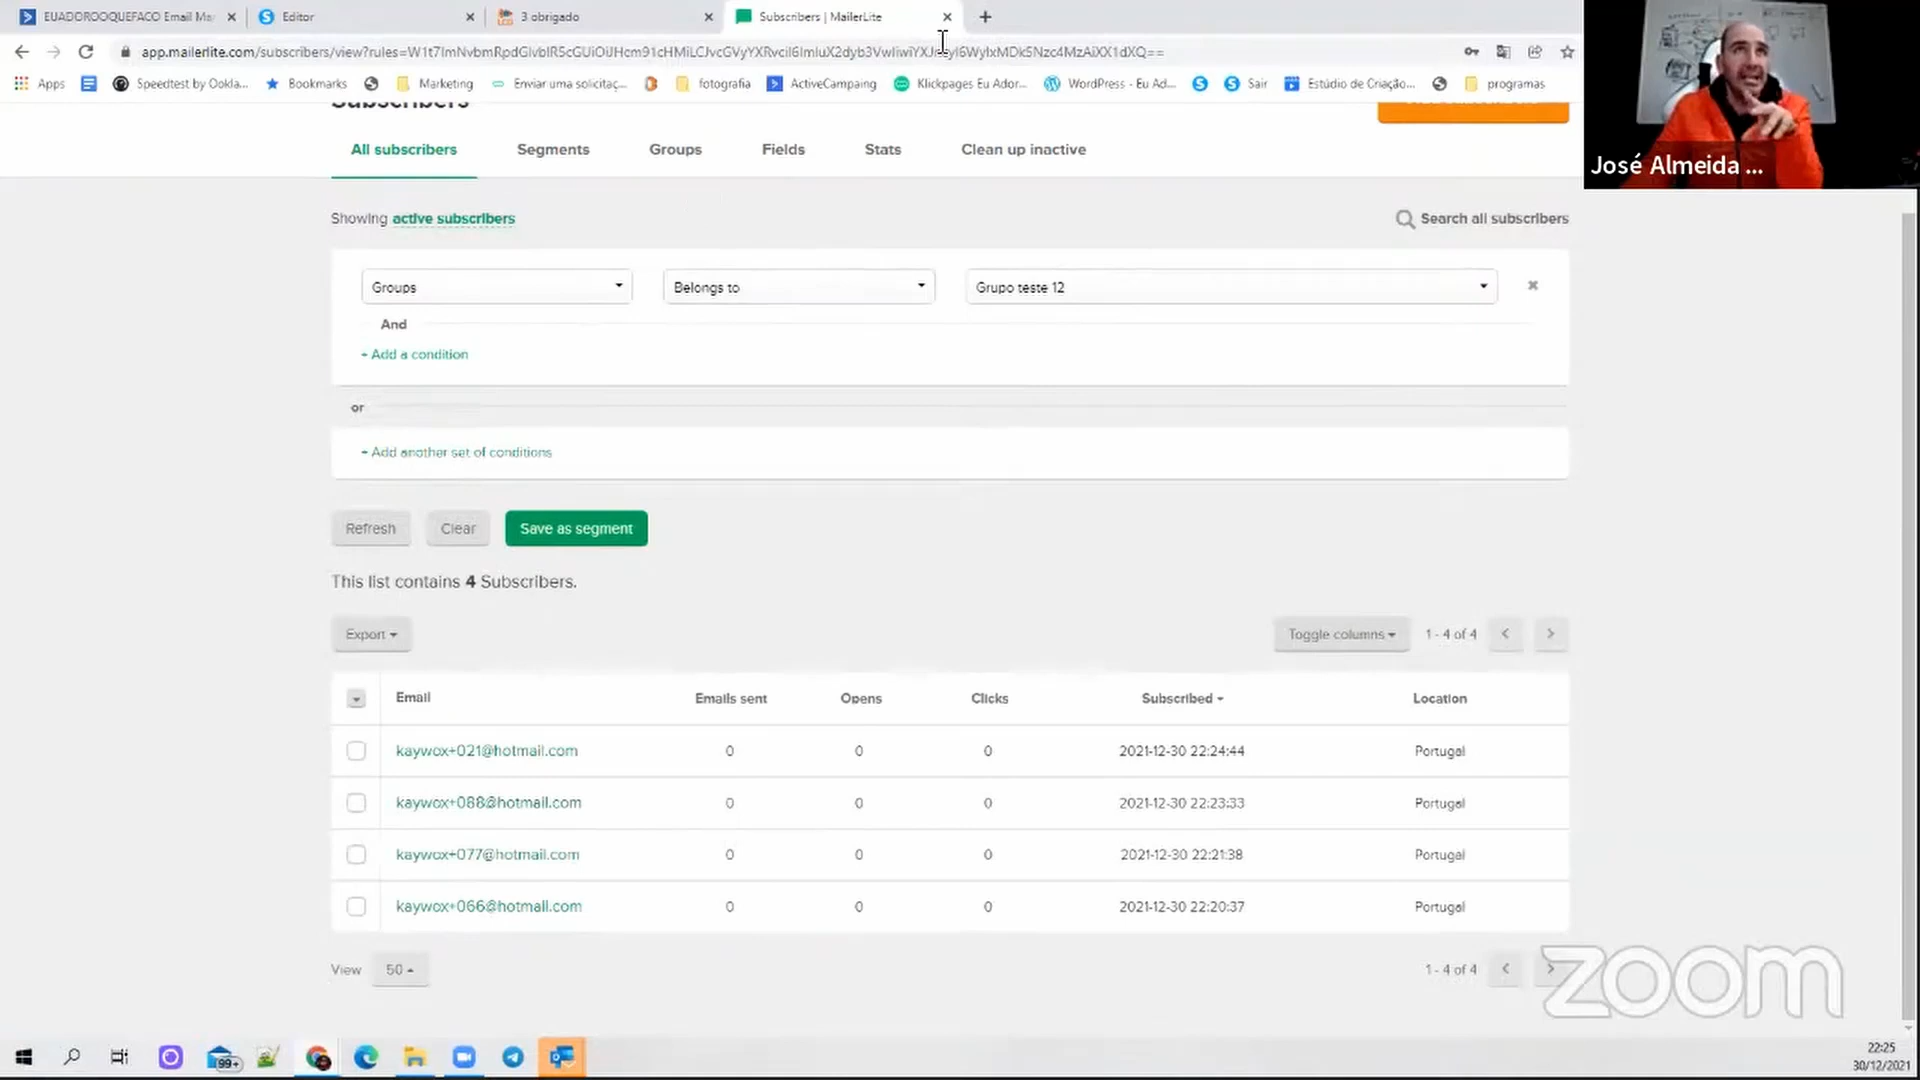 EUADOROOQUEFACO Email Ma
Editor
3 obrigado
Subscribers | MailerLite
Apps
Speedtest by Ookla...
Bookmarks
Marketing
Enviar uma solicitaç...
fotografia
ActiveCampaing
Klickpages Eu Ador...
WordPress - Eu Ad...
Sair
Estúdio de Criação...
programas
José Almeida ...
Subscribers
All subscribers
Segments
Groups
Fields
Stats
Clean up inactive
Showing active subscribers
Search all subscribers
Groups
Belongs to
Grupo teste 12
And
+ Add a condition
or
+ Add another set of conditions
Refresh
Clear
Save as segment
This list contains 4 Subscribers.
Export
Toggle columns
1 - 4 of 4
Email Emails sent Opens Clicks Subscribed Location
kaywox+021@hotmail.com 0 0 0 2021-12-30 22:24:44 Portugal
kaywox+088@hotmail.com 0 0 0 2021-12-30 22:23:33 Portugal
kaywox+077@hotmail.com 0 0 0 2021-12-30 22:21:38 Portugal
kaywox+066@hotmail.com 0 0 0 2021-12-30 22:20:37 Portugal
View 50
1 - 4 of 4
zoom
99+
22:25
30/12/2021